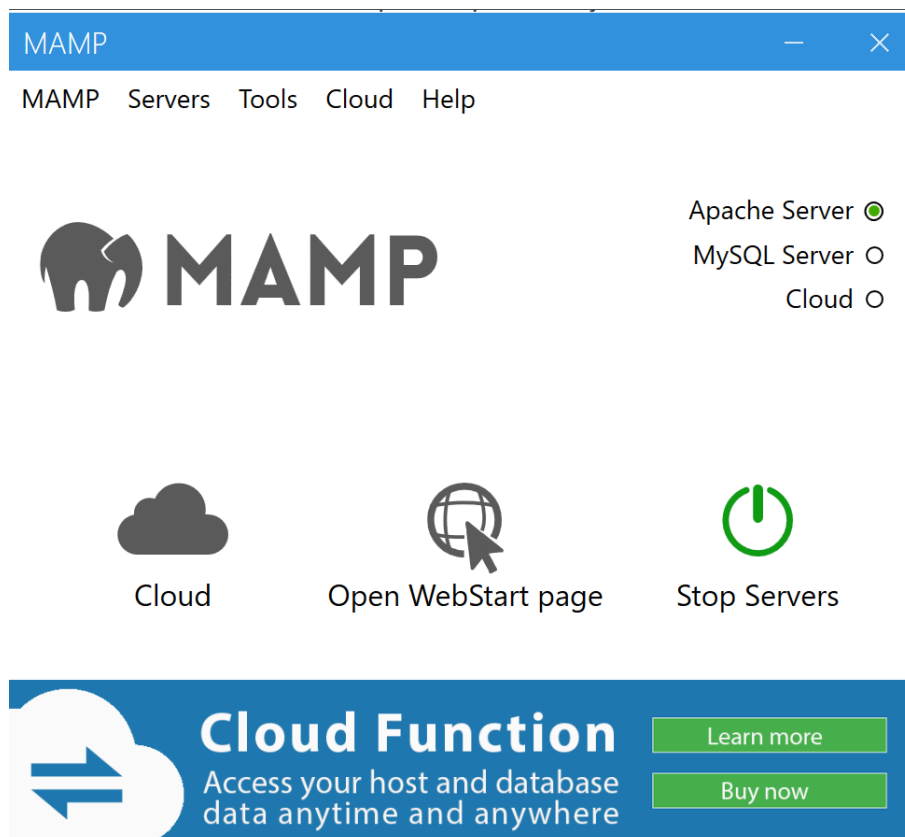 MAMP
MAMP Servers Tools Cloud Help
Apache Server
MySQL Server
Cloud
MAMP
Cloud
Open WebStart page
Stop Servers
Cloud Function
Access your host and database
data anytime and anywhere
Learn more
Buy now